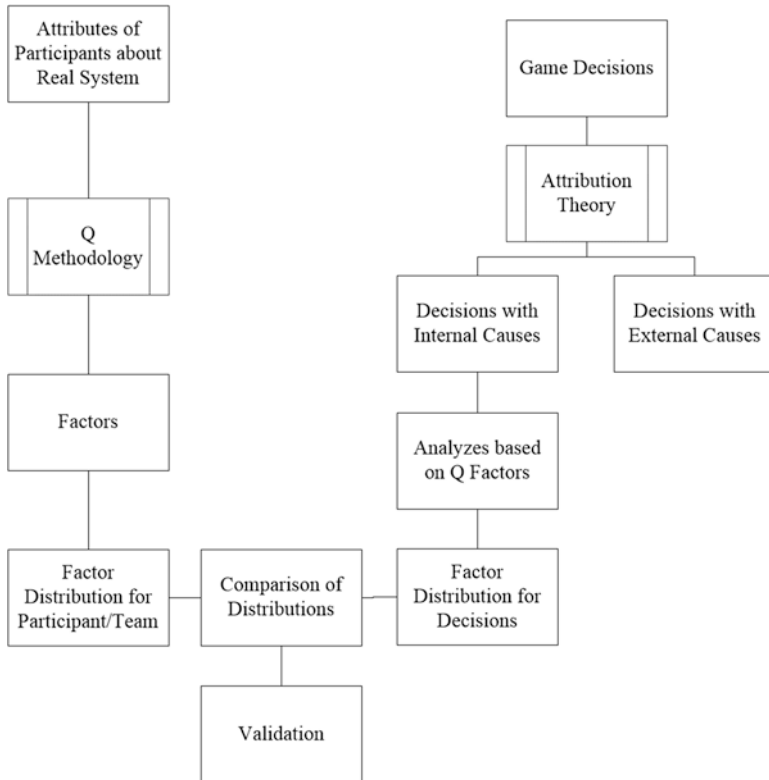 Attributes of
Participants about
Real System
Game Decisions
Attribution
Theory
Q
Methodology
Decisions with
Internal Causes
Decisions with
External Causes
Factors
Analyzes based
on Q Factors
Factor
Distribution for
Participant/Team
Comparison of
Distributions
Factor
Distribution for
Decisions
Validation